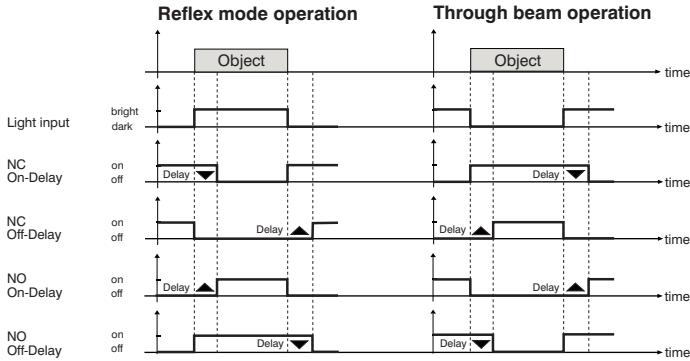 Reflex mode operation Through beam operation
Object Object
time
Light input bright
dark time
NC On-Delay on
off Delay Delay time
NC Off-Delay on
off Delay Delay time
NO On-Delay on
off Delay Delay time
NO Off-Delay on
off Delay Delay time